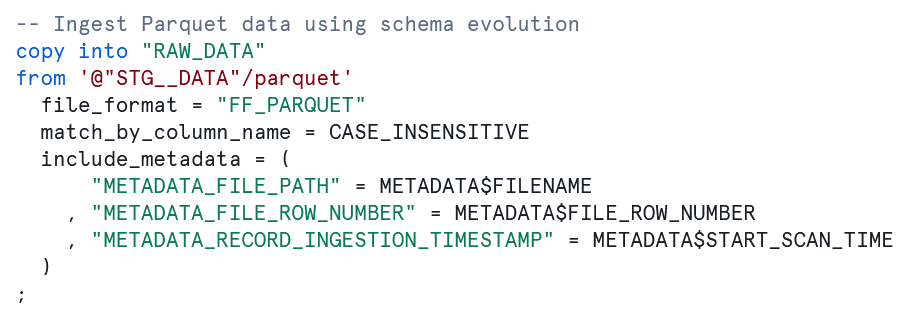 -- Ingest Parquet data using schema evolution
copy into "RAW_DATA"
from '@"STG__DATA"/parquet'
  file_format = "FF_PARQUET"
  match_by_column_name = CASE_INSENSITIVE
  include_metadata = (
      "METADATA_FILE_PATH" = METADATA$FILENAME
    , "METADATA_FILE_ROW_NUMBER" = METADATA$FILE_ROW_NUMBER
    , "METADATA_RECORD_INGESTION_TIMESTAMP" = METADATA$START_SCAN_TIME
  )
;